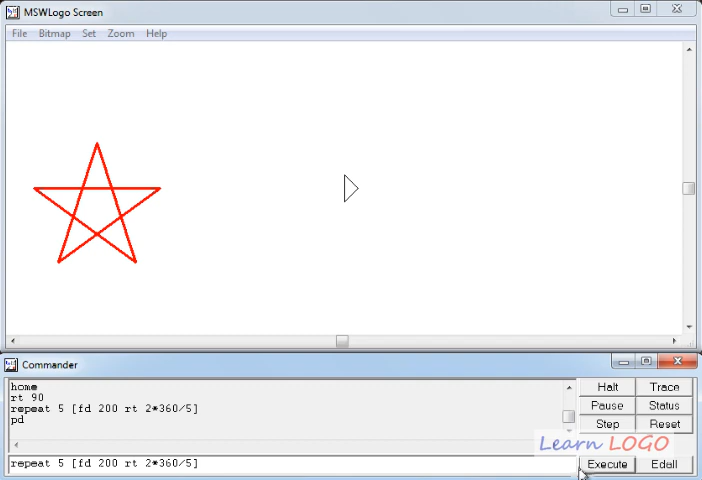 MSWLogo Screen
File Bitmap Set Zoom Help
Commander
home
rt 90
repeat 5 [fd 200 rt 2*360/5]
pd
Halt Trace
Pause Status
Step Reset
Learn LOGO
repeat 5 [fd 200 rt 2*360/5]
Execute Edall